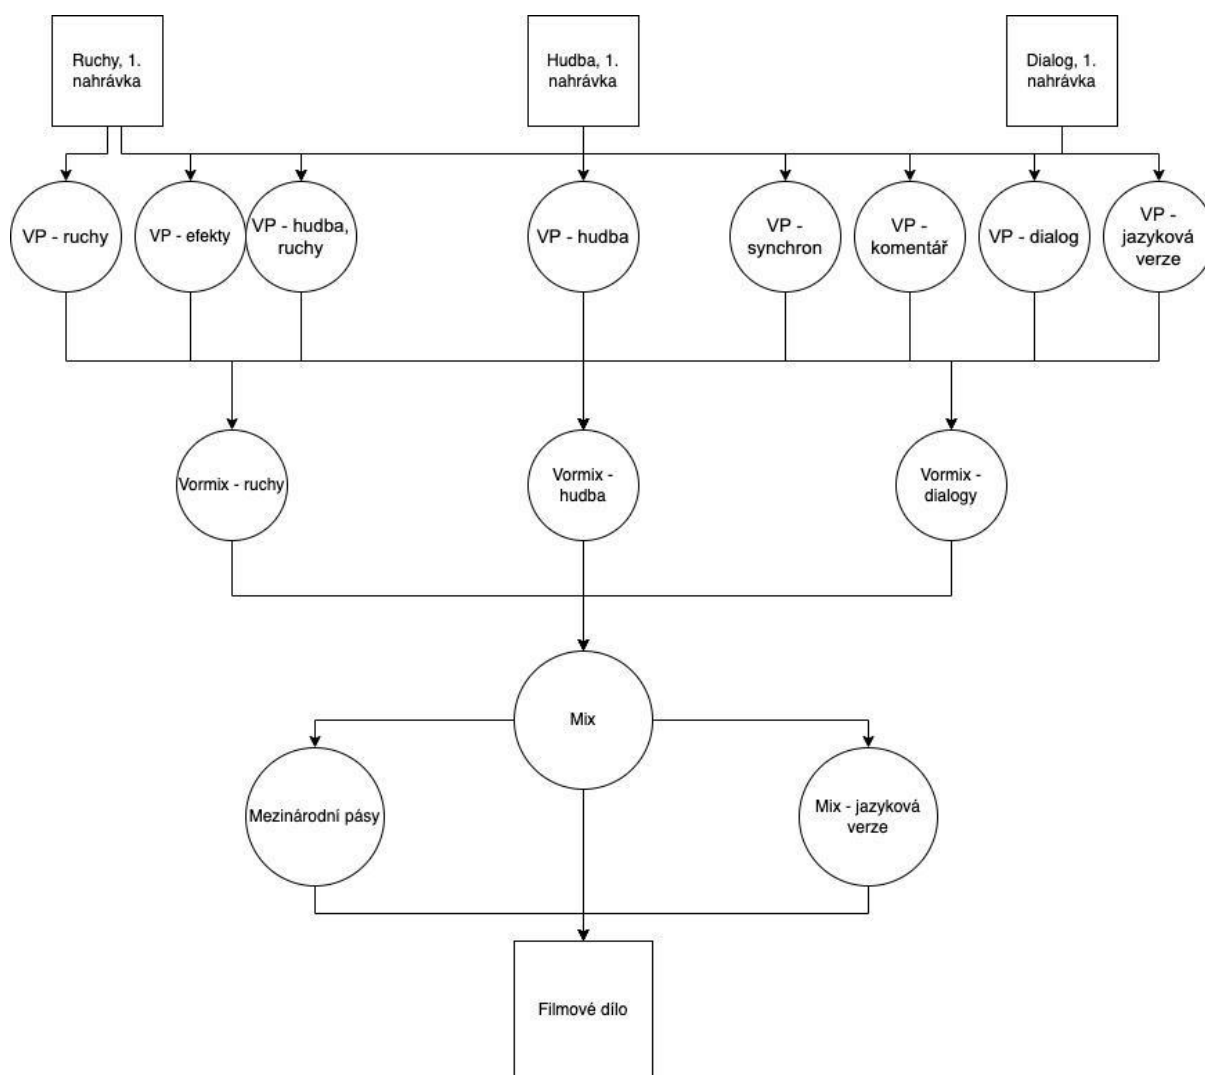 Ruchy, 1.
nahrávka
Hudba, 1.
nahrávka
Dialog, 1.
nahrávka
VP - ruchy
VP - efekty
VP - hudba,
ruchy
VP - hudba
VP -
synchron
VP -
komentář
VP - dialog
VP -
jazyková
verze
Vormix - ruchy
Vormix -
hudba
Vormix -
dialogy
Mix
Mezinárodní pásy
Mix - jazyková
verze
Filmové dílo